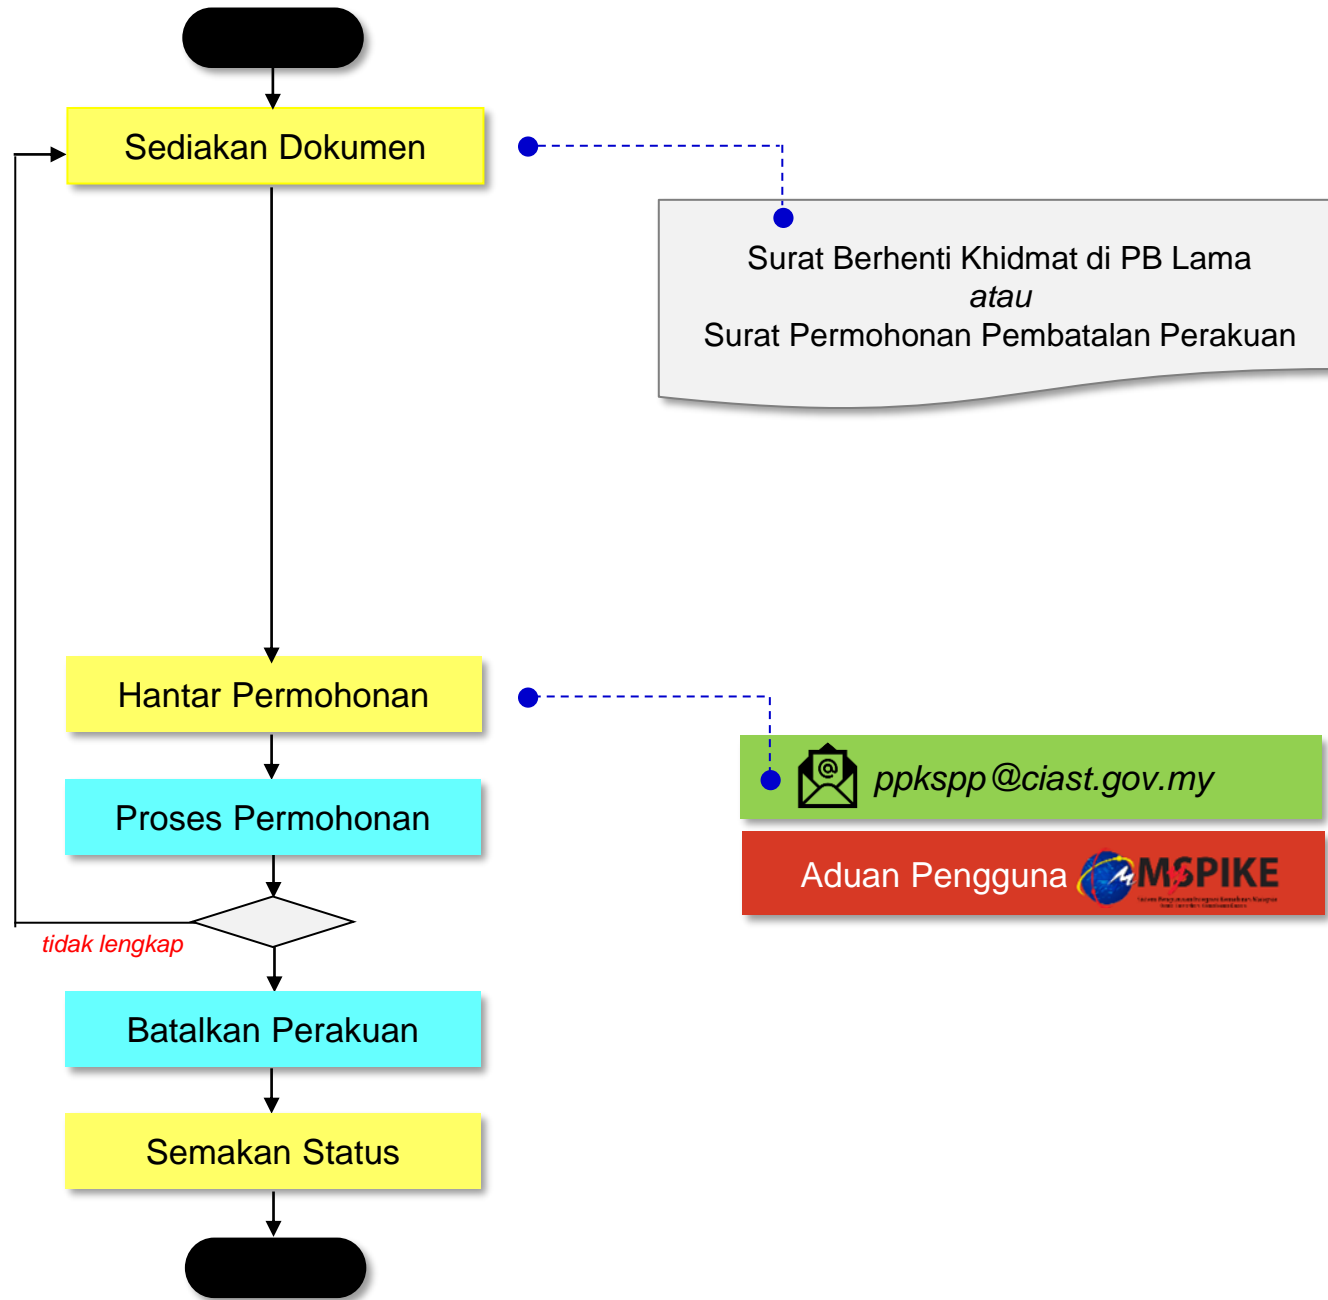 Sediakan Dokumen
Surat Berhenti Khidmat di PB Lama
atau
Surat Permohonan Pembatalan Perakuan
Hantar Permohonan
ppkspp@ciast.gov.my
Proses Permohonan
Aduan Pengguna MySPIKE
tidak lengkap
Batalkan Perakuan
Semakan Status